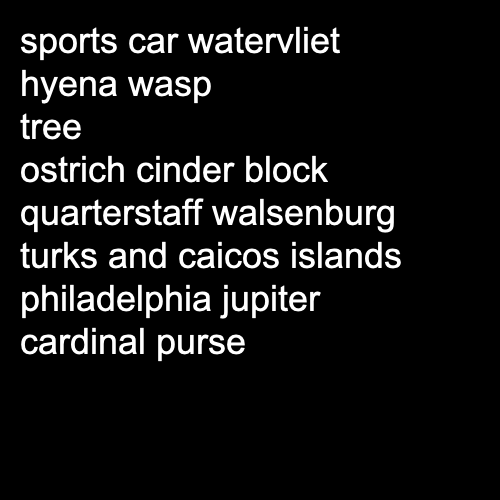 sports car watervliet
hyena wasp
tree
ostrich cinder block
quarterstaff walsenburg
turks and caicos islands
philadelphia jupiter
cardinal purse